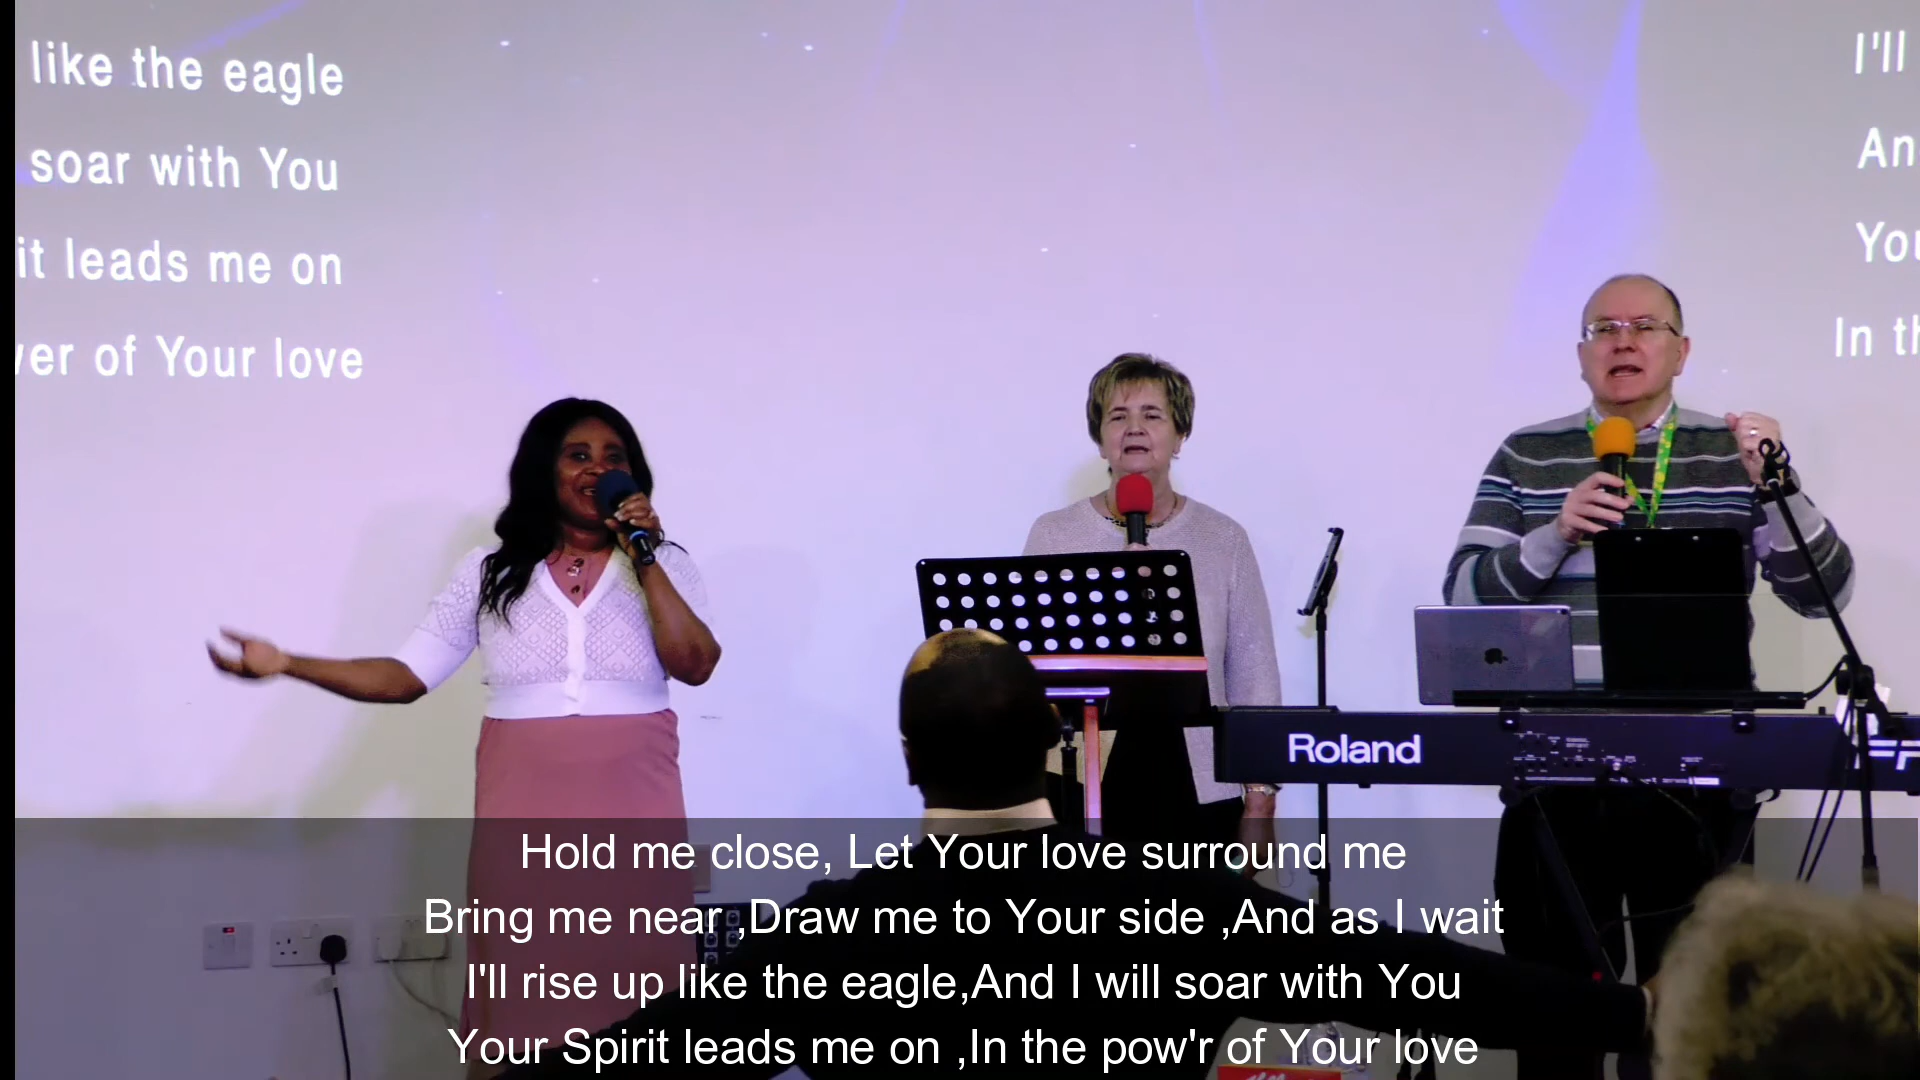 like the eagle
soar with You
it leads me on
wer of Your love
I'll
An
You
In th
Roland
FP
Hold me close, Let Your love surround me
Bring me near ,Draw me to Your side ,And as I wait
I'll rise up like the eagle,And I will soar with You
Your Spirit leads me on ,In the pow'r of Your love